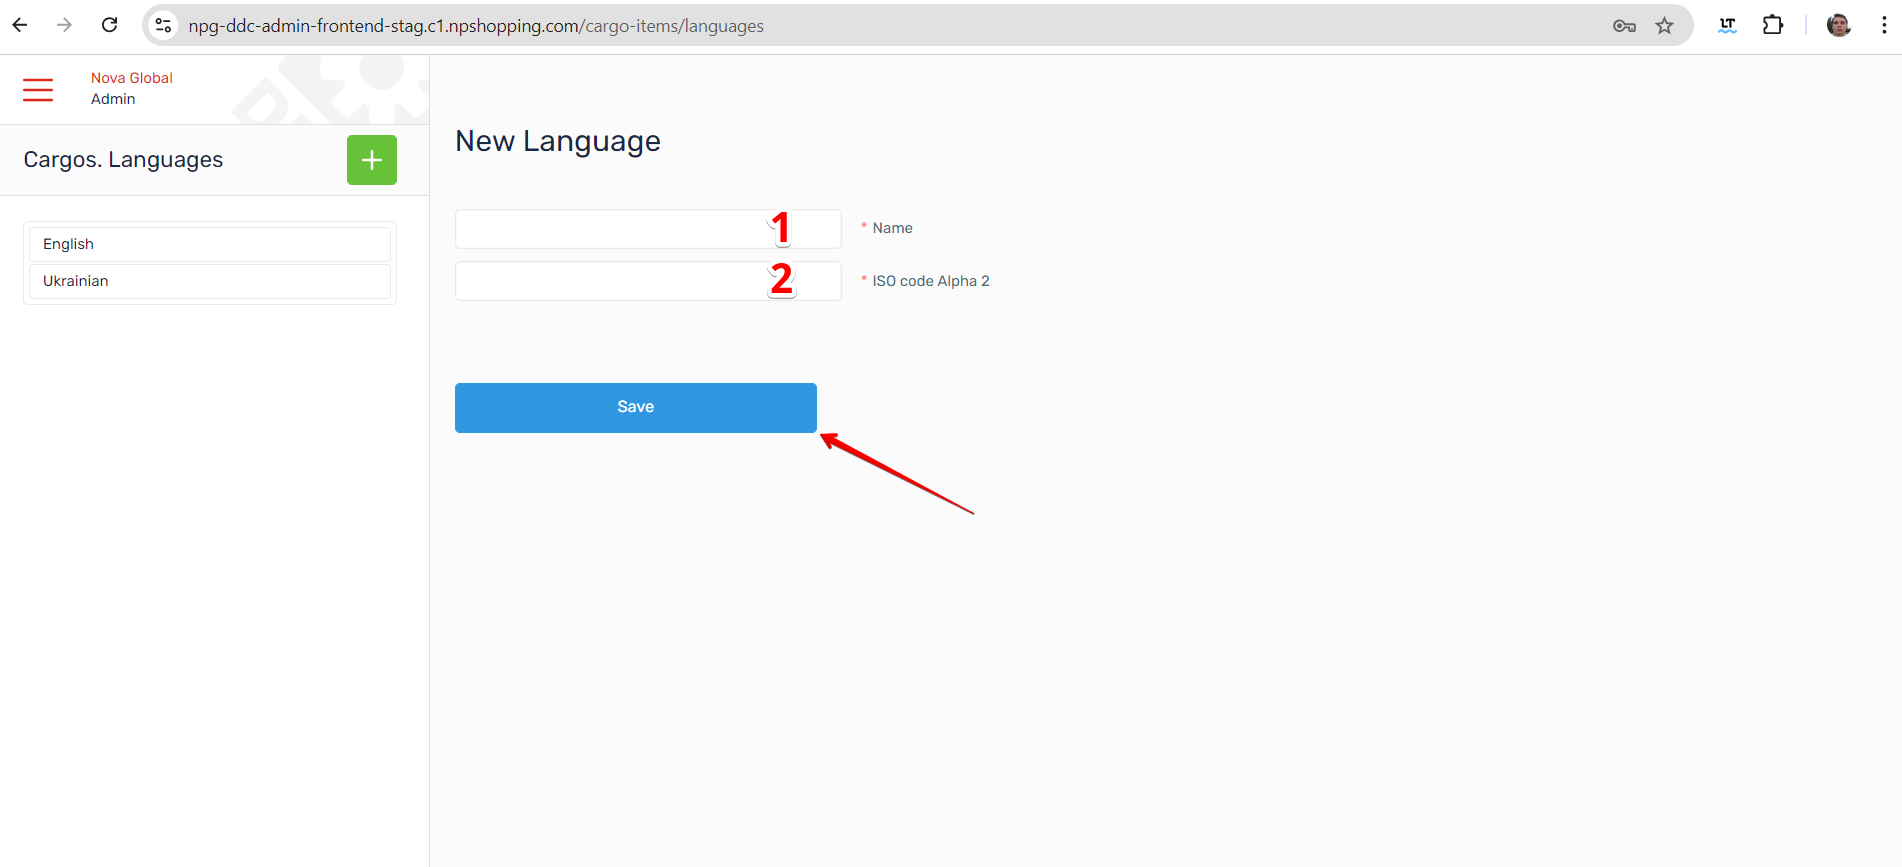 npg-ddc-admin-frontend-stag.c1.npshopping.com/cargo-items/languages
LT
Nova Global
Admin
Cargos. Languages
English
Ukrainian
New Language
1
* Name
2
* ISO code Alpha 2
Save